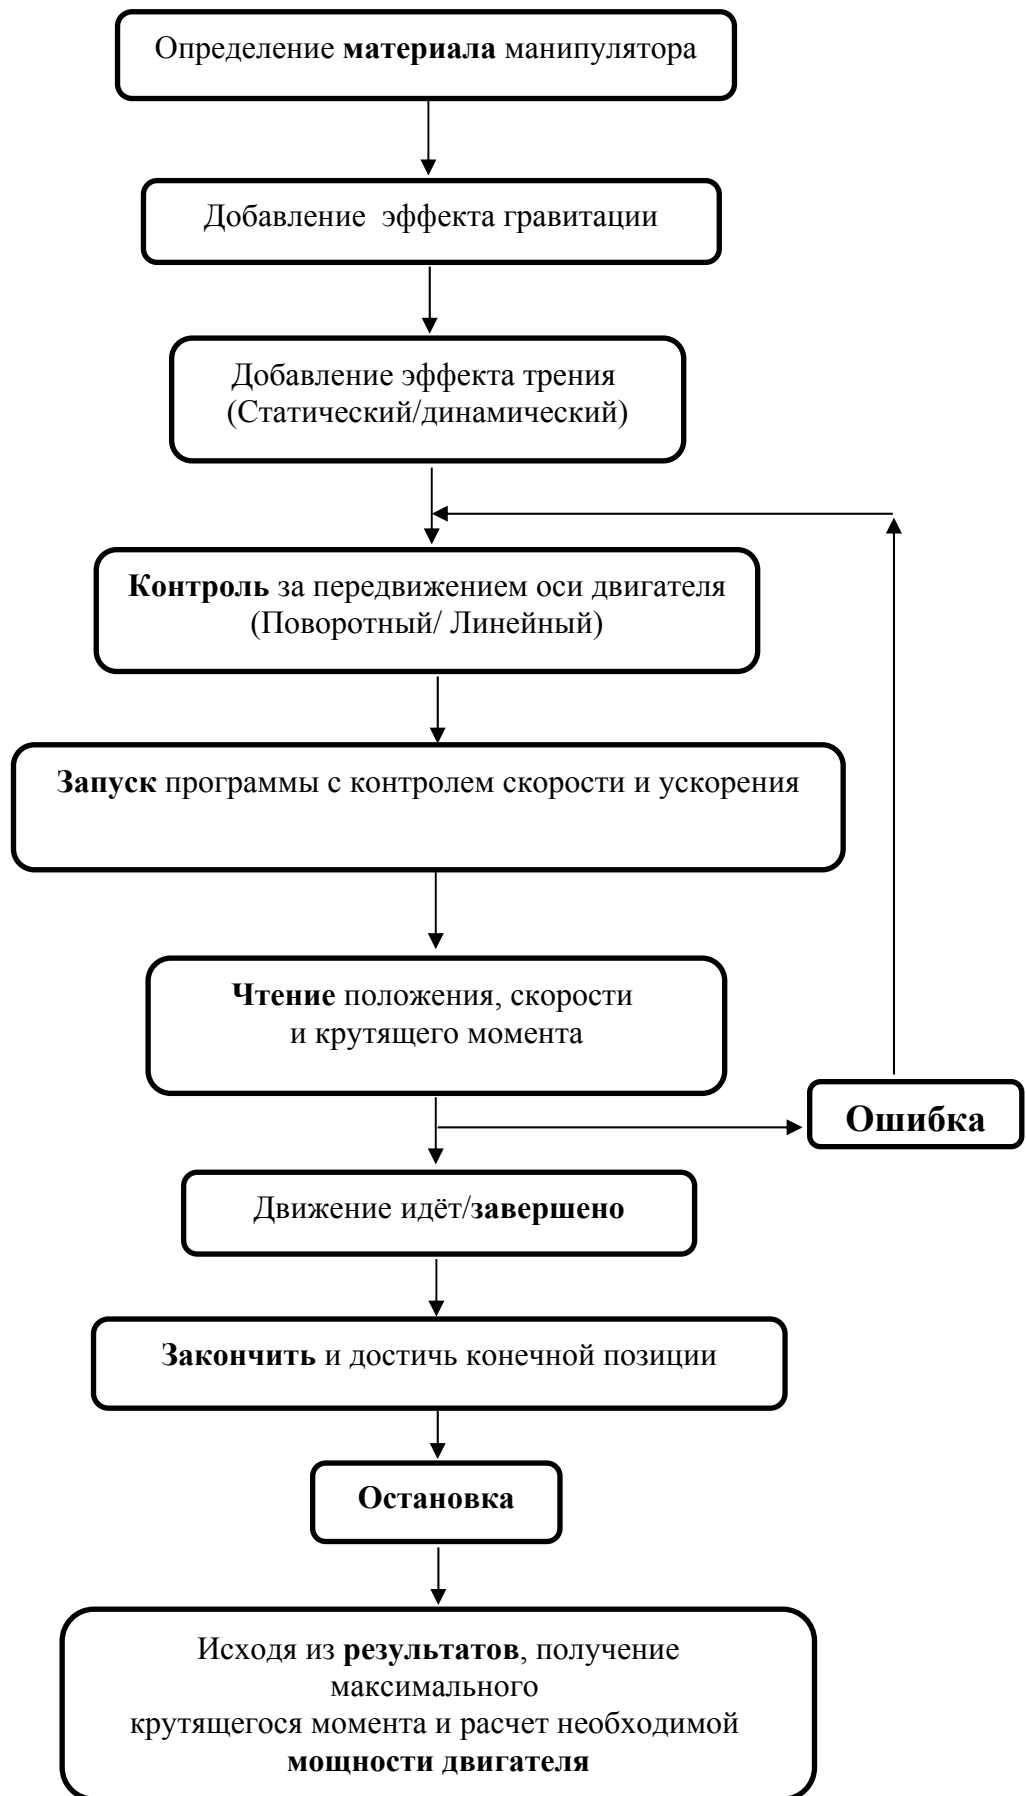 Определение материала манипулятора
Добавление эффекта гравитации
Добавление эффекта трения
(Статический/динамический)
Контроль за передвижением оси двигателя
(Поворотный/ Линейный)
Запуск программы с контролем скорости и ускорения
Чтение положения, скорости
и крутящего момента
Ошибка
Движение идёт/завершено
Закончить и достичь конечной позиции
Остановка
Исходя из результатов, получение
максимального
крутящегося момента и расчет необходимой
мощности двигателя